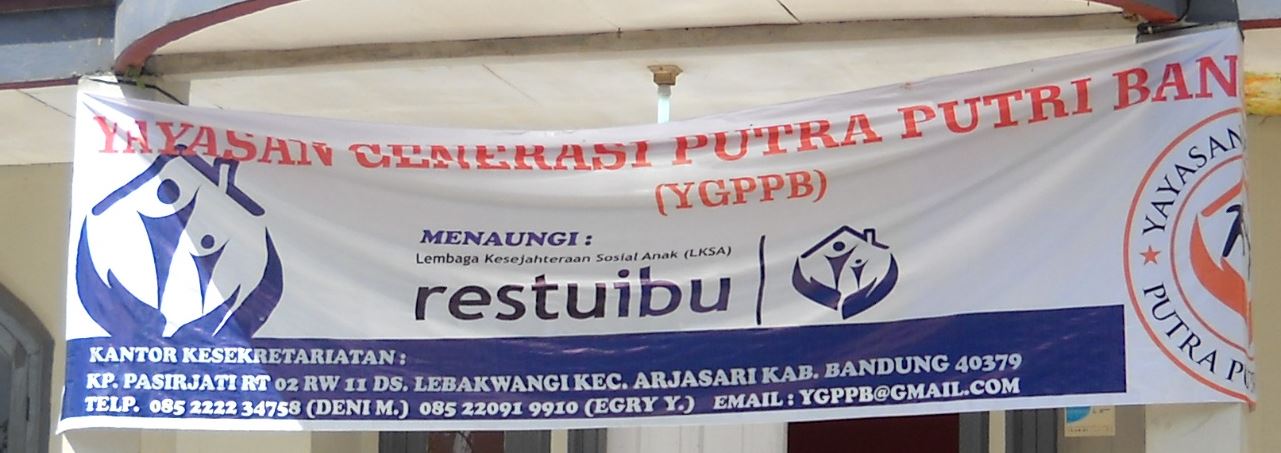 YAYASAN GENERASI PUTRA PUTRI BAN
(YGPPB)
MENAUNGI :
Lembaga Kesejahteraan Sosial Anak (LKSA)
restuibu
KANTOR KESEKRETARIATAN :
KP. PASIRJATI RT 02 RW 11 DS. LEBAKWANGI KEC. ARJASARI KAB. BANDUNG 40379
TELP. 085 2222 34758 (DENI M.) 085 22091 9910 (EGRY Y.) EMAIL : YGPPB@GMAIL.COM
YAYASAN
PUTRA PU